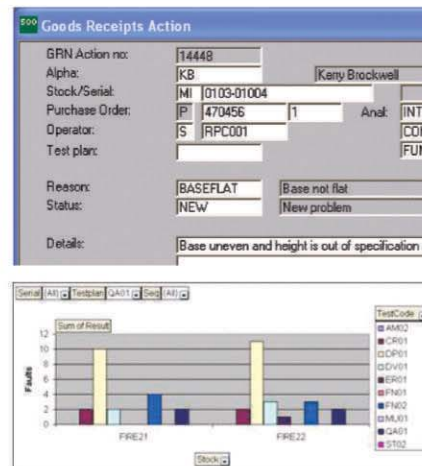 500 Goods Receipts Action
GRN Action no: 14448
Alpha: KB Kerry Brockwell
Stock/Serial: MI 0103-01004
Purchase Order: P 470456 1 Anal: INT
Operator: S RPC001 COI
Test plan: FUN
Reason: BASEFLAT Base not flat
Status: NEW New problem
Details: Base uneven and height is out of specification
Serial (All) Testplan QA01 Seq (All)
Sum of Result
TestCode
12
10
8
6
4
2
0
Faults
AM02
CR01
DP01
DV01
ER01
FN01
FN02
MU01
QA01
ST02
FIRE21 FIRE22
Stock